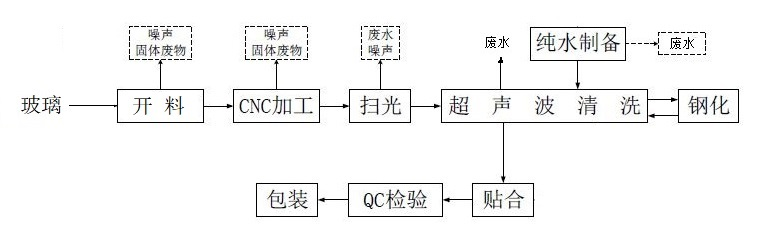 噪声
固体废物
噪声
固体废物
废水
噪声
废水
纯水制备
废水
玻璃
开 料
CNC加工
扫光
超 声 波 清 洗
钢化
包装
QC检验
贴合